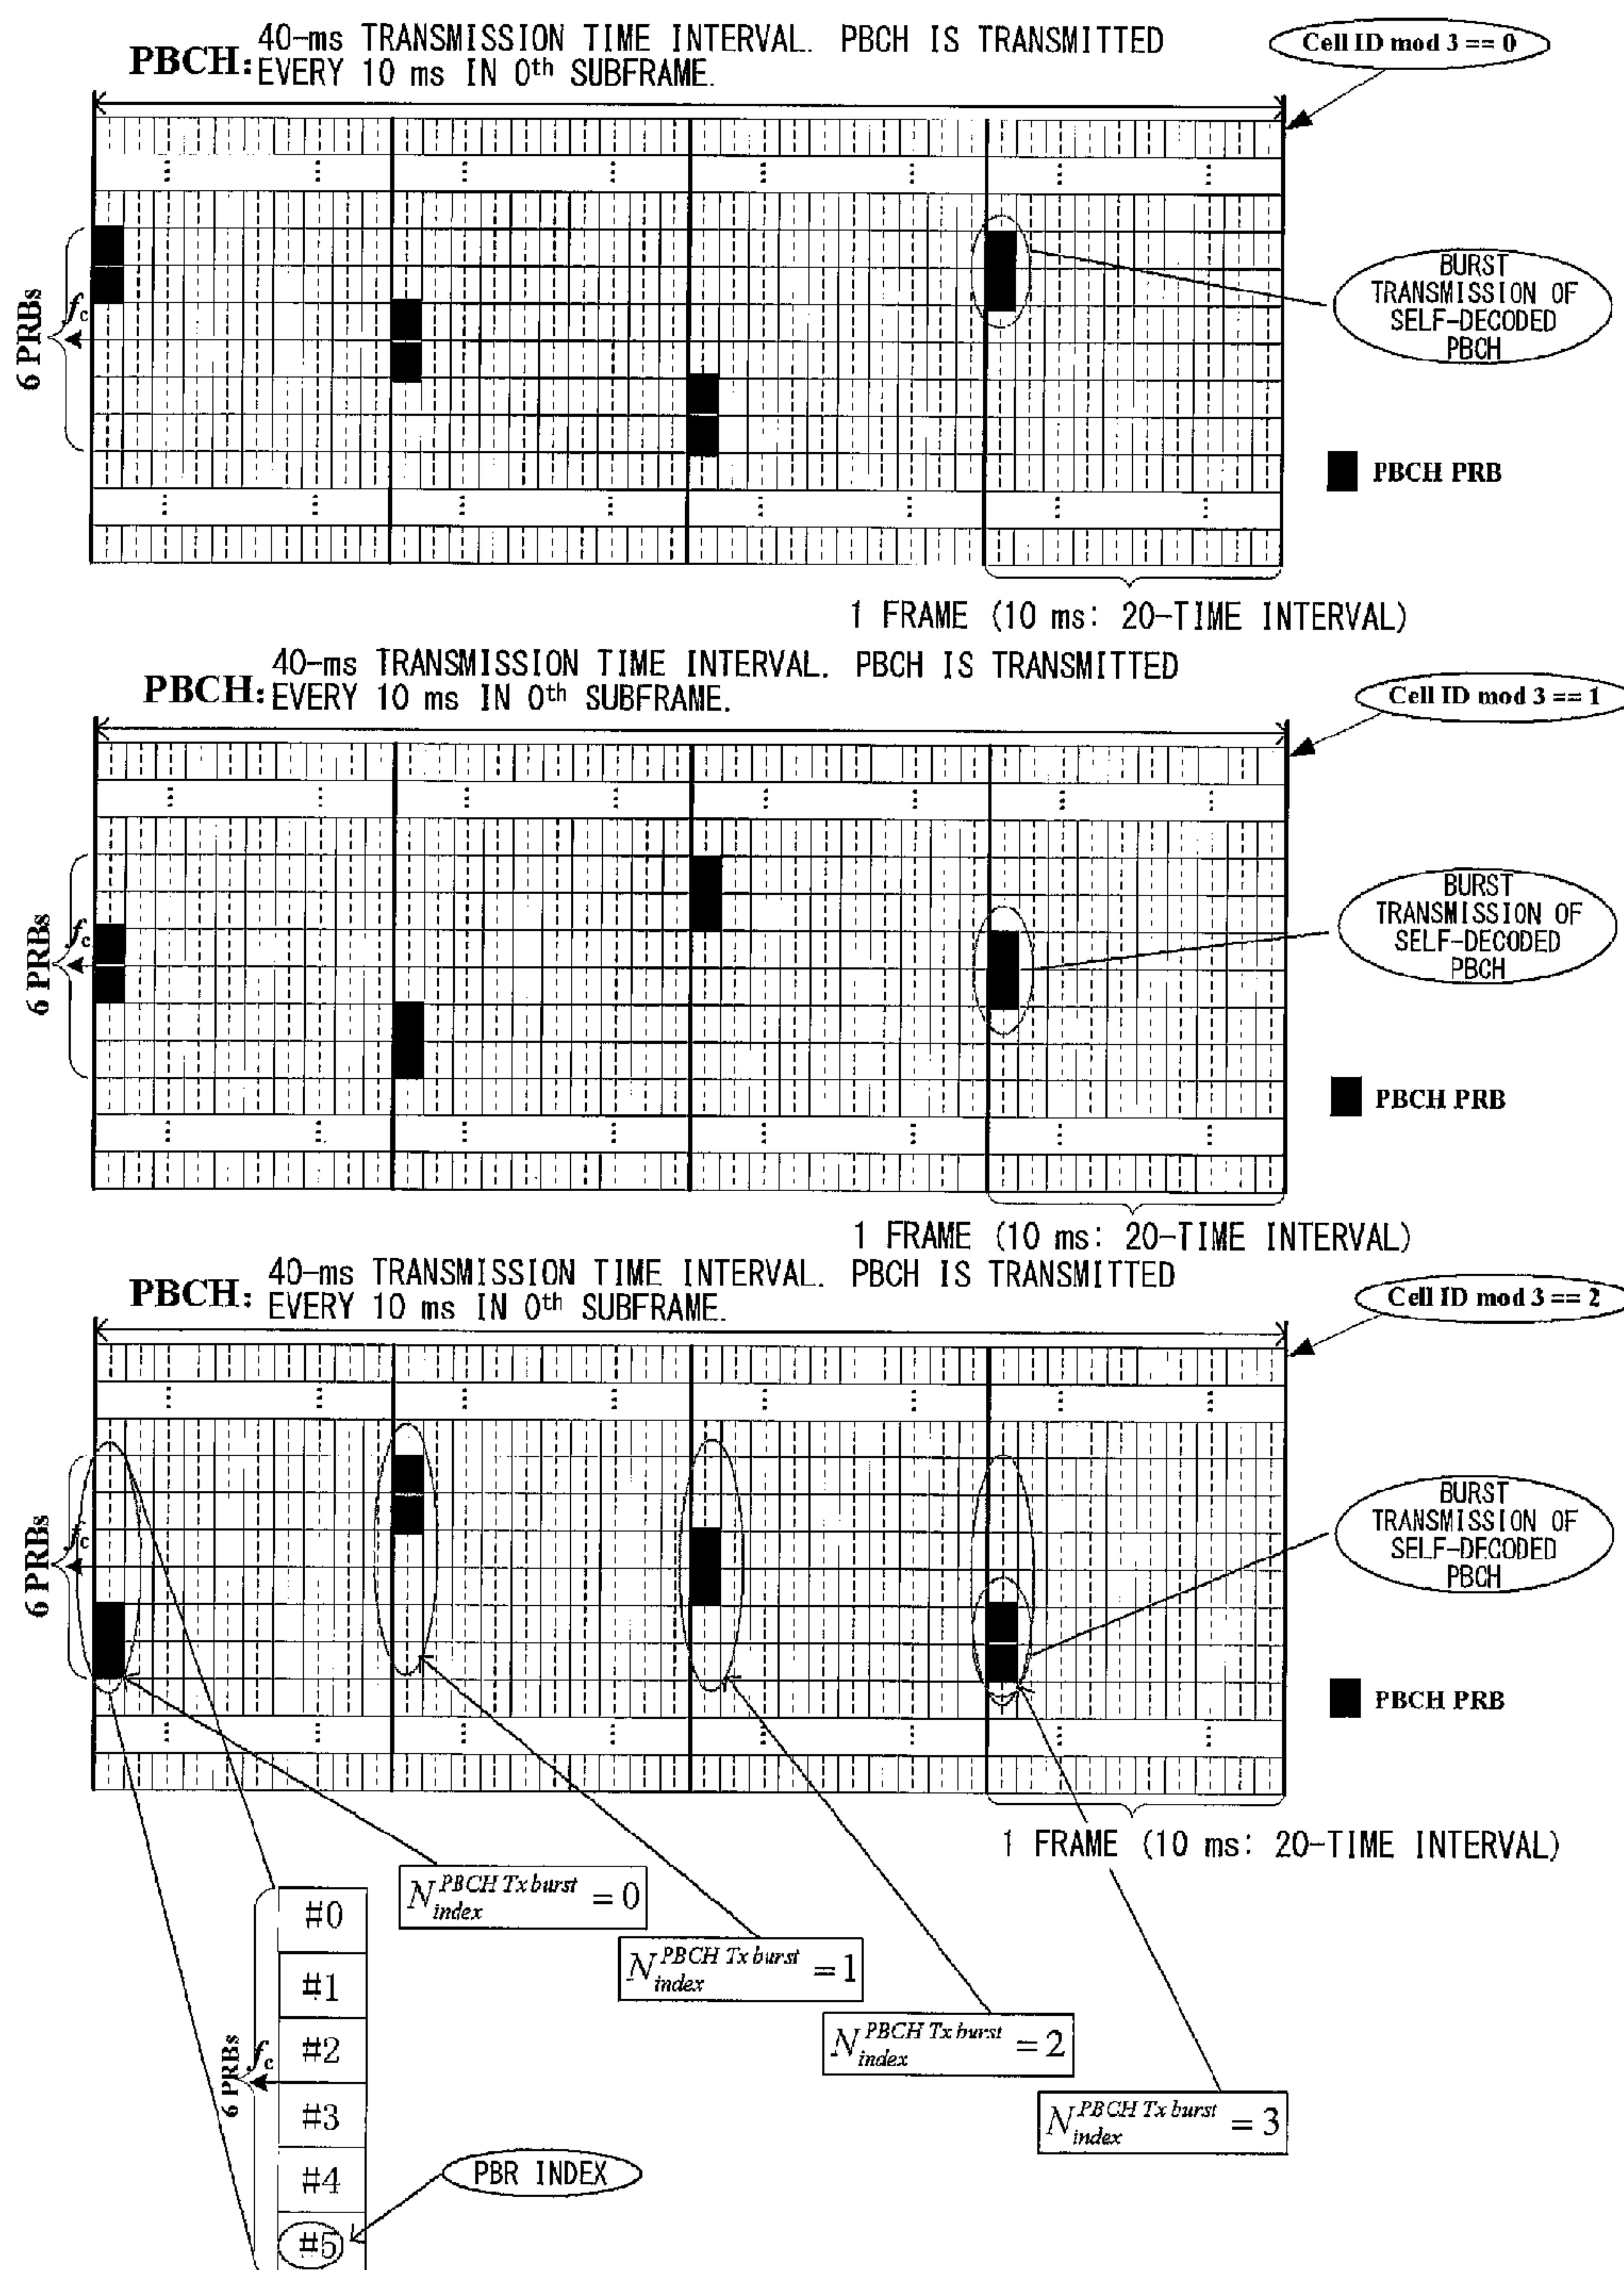 PBCH: 40-ms TRANSMISSION TIME INTERVAL. PBCH IS TRANSMITTED
EVERY 10 ms IN 0th SUBFRAME.
Cell ID mod 3 == 0
6 PRBs
fc
BURST
TRANSMISSION OF
SELF-DECODED
PBCH
PBCH PRB
1 FRAME (10 ms: 20-TIME INTERVAL)
PBCH: 40-ms TRANSMISSION TIME INTERVAL. PBCH IS TRANSMITTED
EVERY 10 ms IN 0th SUBFRAME.
Cell ID mod 3 == 1
6 PRBs
fc
BURST
TRANSMISSION OF
SELF-DECODED
PBCH
PBCH PRB
1 FRAME (10 ms: 20-TIME INTERVAL)
PBCH: 40-ms TRANSMISSION TIME INTERVAL. PBCH IS TRANSMITTED
EVERY 10 ms IN 0th SUBFRAME.
Cell ID mod 3 == 2
6 PRBs
fc
BURST
TRANSMISSION OF
SELF-DECODED
PBCH
PBCH PRB
1 FRAME (10 ms: 20-TIME INTERVAL)
N index PBCH Tx burst = 0
N index PBCH Tx burst = 1
N index PBCH Tx burst = 2
N index PBCH Tx burst = 3
6 PRBs
fc
#0
#1
#2
#3
#4
#5
PBR INDEX